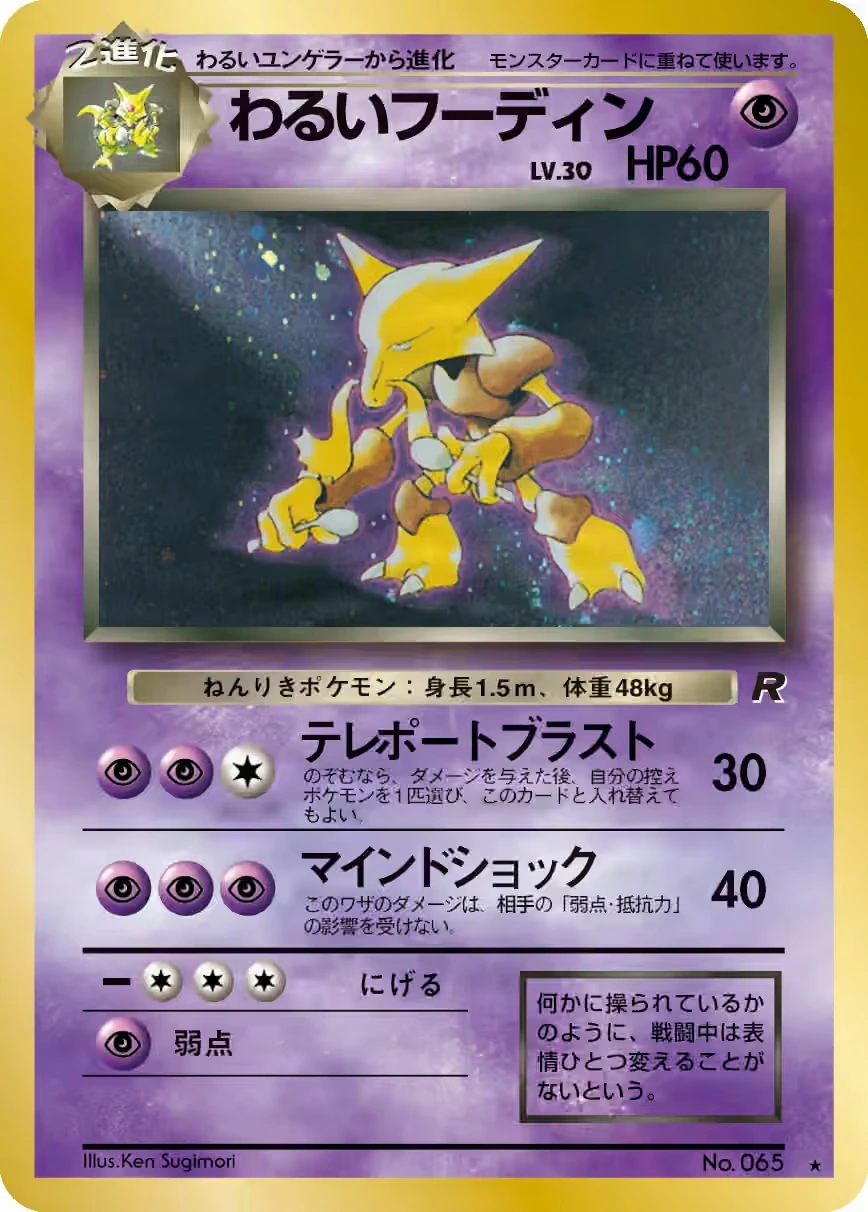 2進化
わるいユンゲラーから進化
モンスターカードに重ねて使います。
わるいフーディン
LV.30 HP60
ねんりきポケモン：身長1.5m、体重48kg
R
テレポートブラスト
30
のぞむなら、ダメージを与えた後、自分の控え
ポケモンを1匹選び、このカードと入れ替えて
もよい。
マインドショック
40
このワザのダメージは、相手の「弱点・抵抗力」
の影響を受けない。
にげる
弱点
何かに操られているか
のように、戦闘中は表
情ひとつ変えることが
ないという。
Illus.Ken Sugimori
No.065 ★